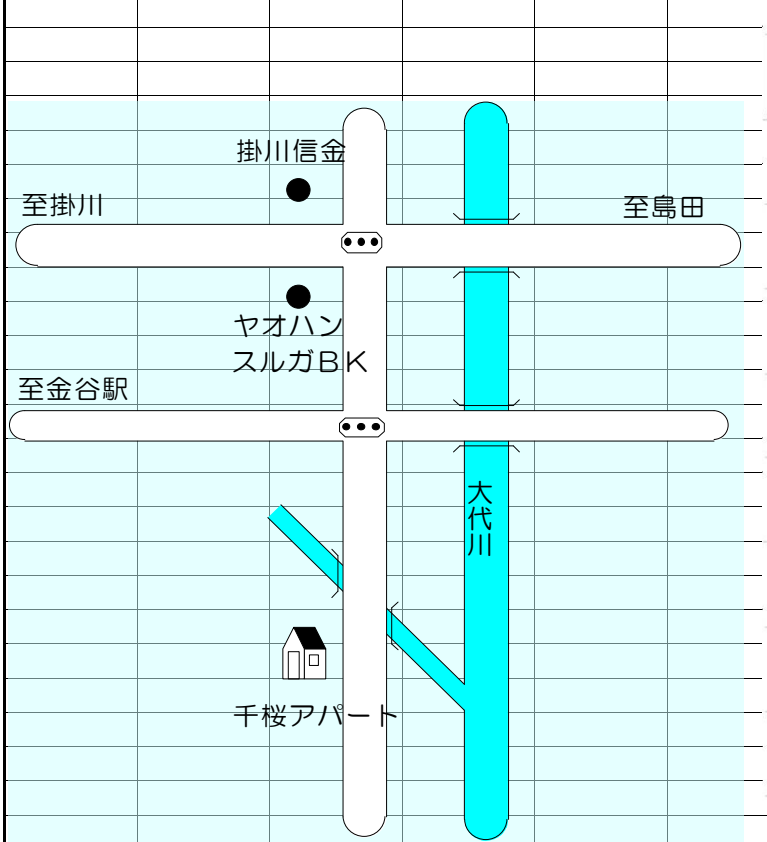 掛川信金
至掛川
至島田
ヤオハン
スルガＢＫ
至金谷駅
大代川
千桜アパート